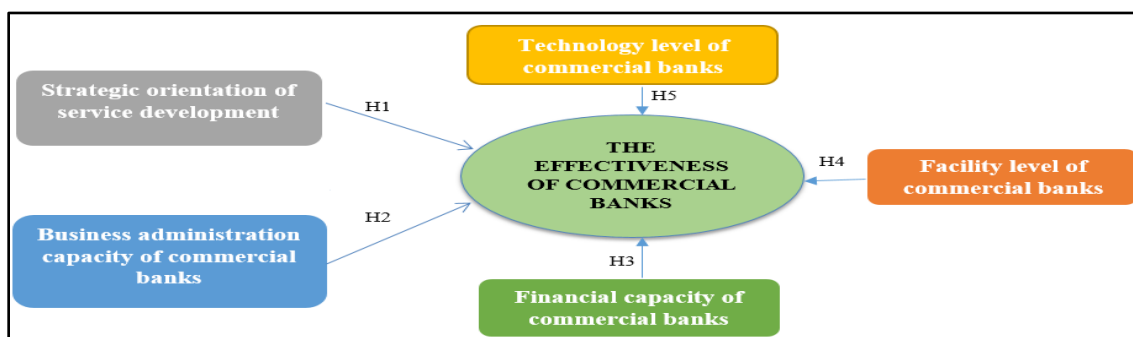 Technology level of
commercial banks
Strategic orientation of
service development
H1
H5
THE
EFFECTIVENESS
OF COMMERCIAL
BANKS
H4
Facility level of
commercial banks
Business administration
capacity of commercial
banks
H2
H3
Financial capacity of
commercial banks